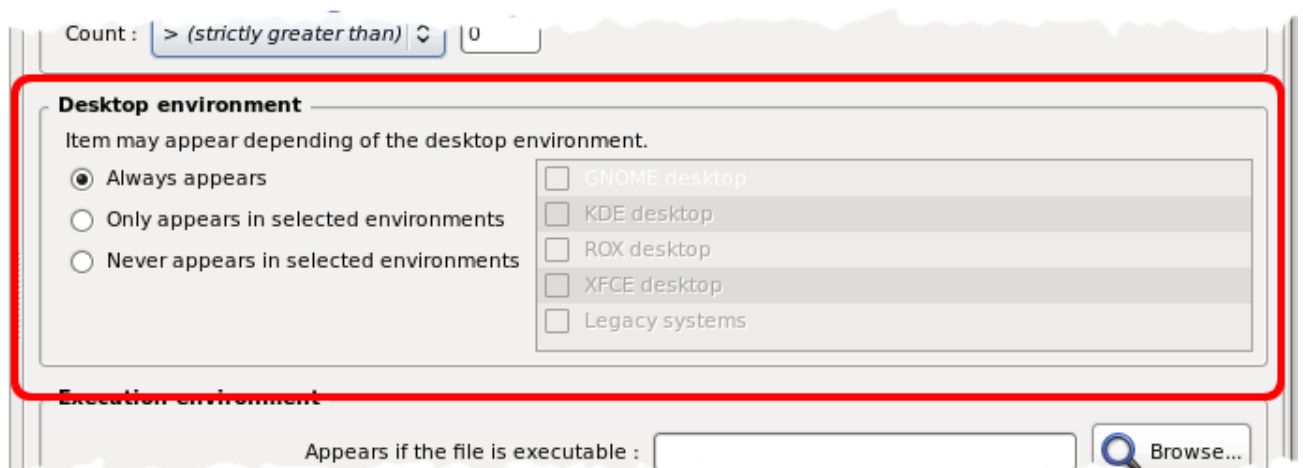 Count : > (strictly greater than) 0
Desktop environment
Item may appear depending of the desktop environment.
Always appears
Only appears in selected environments
Never appears in selected environments
GNOME desktop
KDE desktop
ROX desktop
XFCE desktop
Legacy systems
Execution environment
Appears if the file is executable :
Browse...